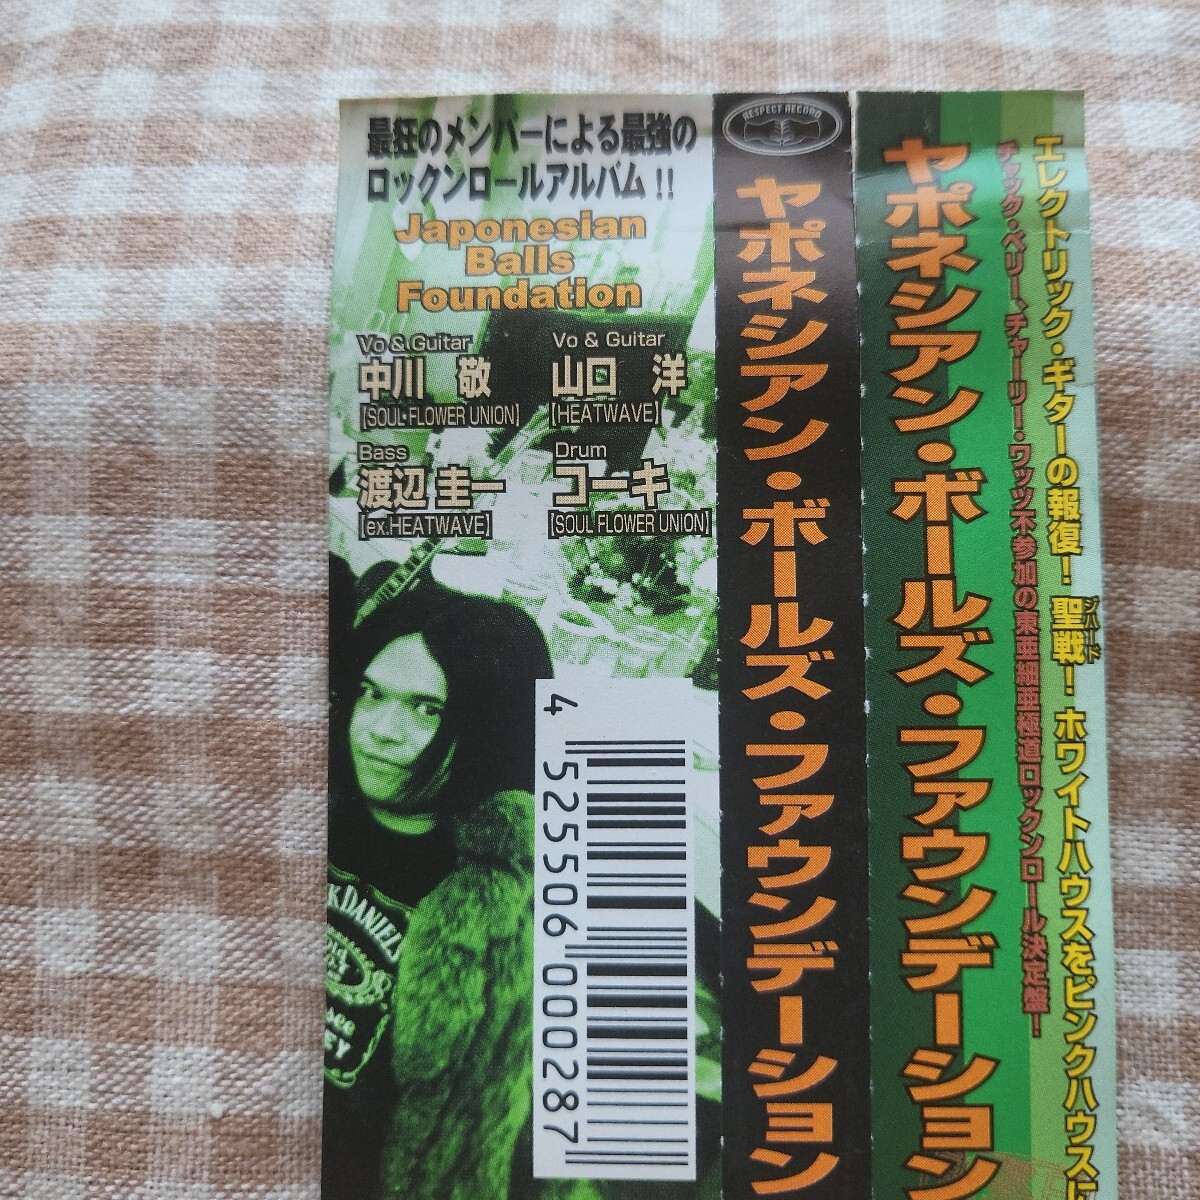 最狂のメンバーによる最強の
ロックンロールアルバム!!
Japonesian
Balls
Foundation
Vo & Guitar
中川 敬
【SOUL FLOWER UNION】
Vo & Guitar
山口 洋
【HEATWAVE】
Bass
渡辺 圭一
【ex.HEATWAVE】
Drum
コーキ
【SOUL FLOWER UNION】
4 525506 000287
RESPECT RECORD
ヤポネシアン・ボールズ・ファウンデーション
ヤポネシアン・ボールズ・ファウンデーション
エレクトリック・ギターの報復! 聖戦! ホワイトハウスをピンクハウスに
ジハード
チャック・ベリー、チャーリー・ワッツ不参加の東亜細亜極道ロックンロール決定盤!
K DANIEL'S